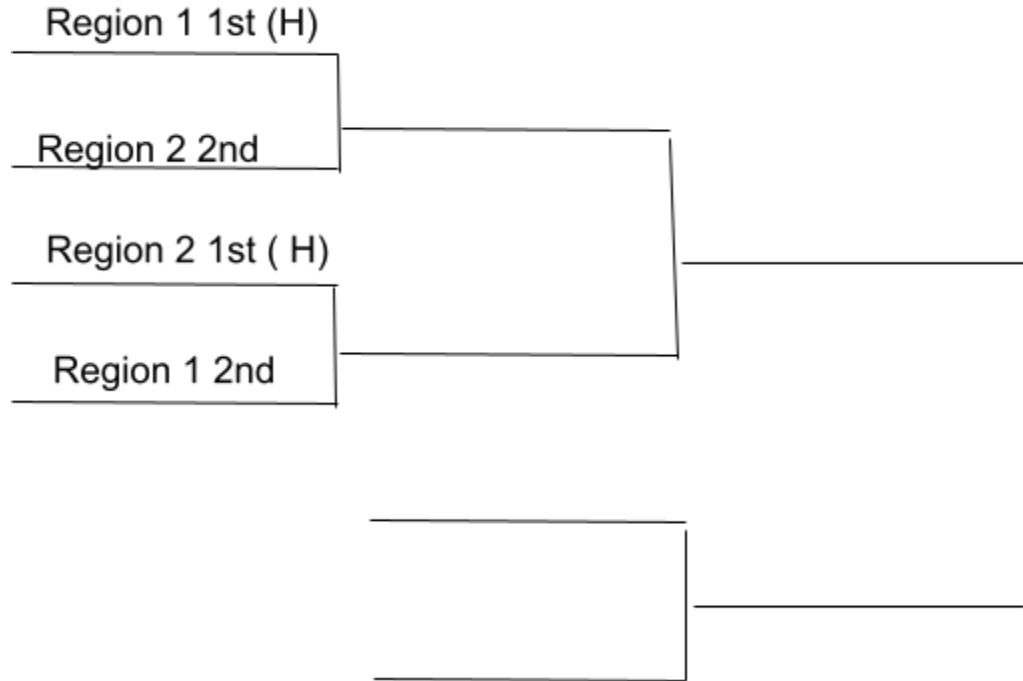 Region 1 1st (H)
Region 2 2nd
Region 2 1st ( H)
Region 1 2nd